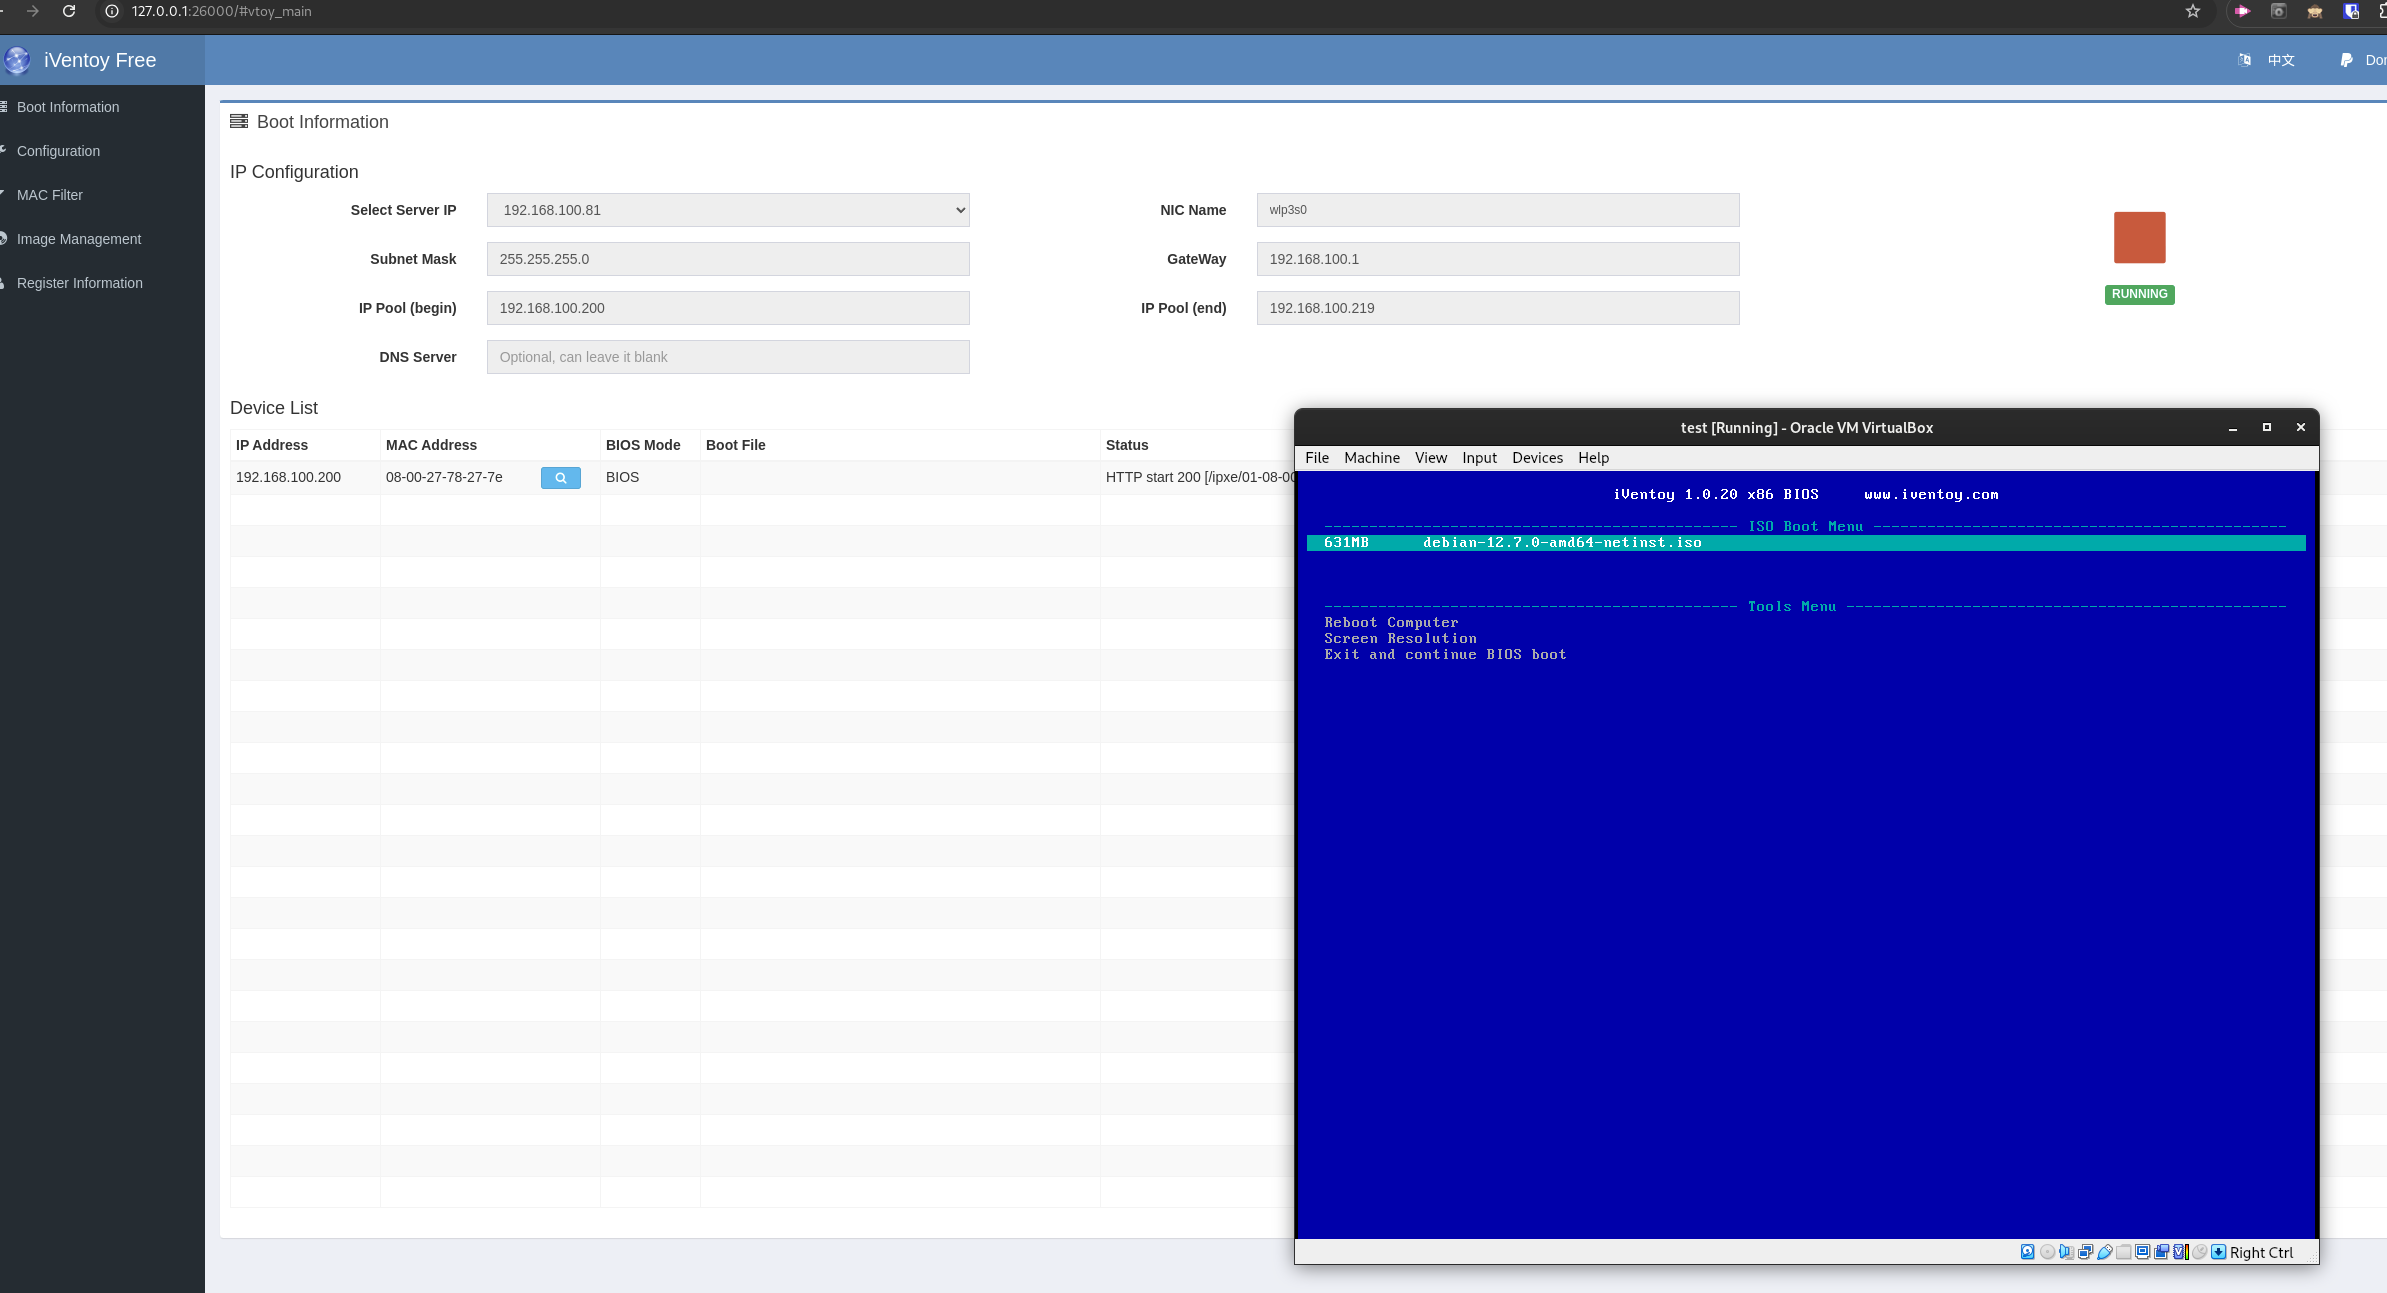 127.0.0.1:26000/#vtoy_main
iVentoy Free
中文
Boot Information
Configuration
MAC Filter
Image Management
Register Information
Boot Information
IP Configuration
Select Server IP 192.168.100.81 NIC Name wlp3s0
Subnet Mask 255.255.255.0 GateWay 192.168.100.1
IP Pool (begin) 192.168.100.200 IP Pool (end) 192.168.100.219
RUNNING
DNS Server Optional, can leave it blank
Device List
IP Address MAC Address BIOS Mode Boot File Status
192.168.100.200 08-00-27-78-27-7e BIOS HTTP start 200 [/ipxe/01-08-00
test [Running] - Oracle VM VirtualBox
File Machine View Input Devices Help
iVentoy 1.0.20 x86 BIOS www.iventoy.com
ISO Boot Menu
631MB debian-12.7.0-amd64-netinst.iso
Tools Menu
Reboot Computer
Screen Resolution
Exit and continue BIOS boot
Right Ctrl